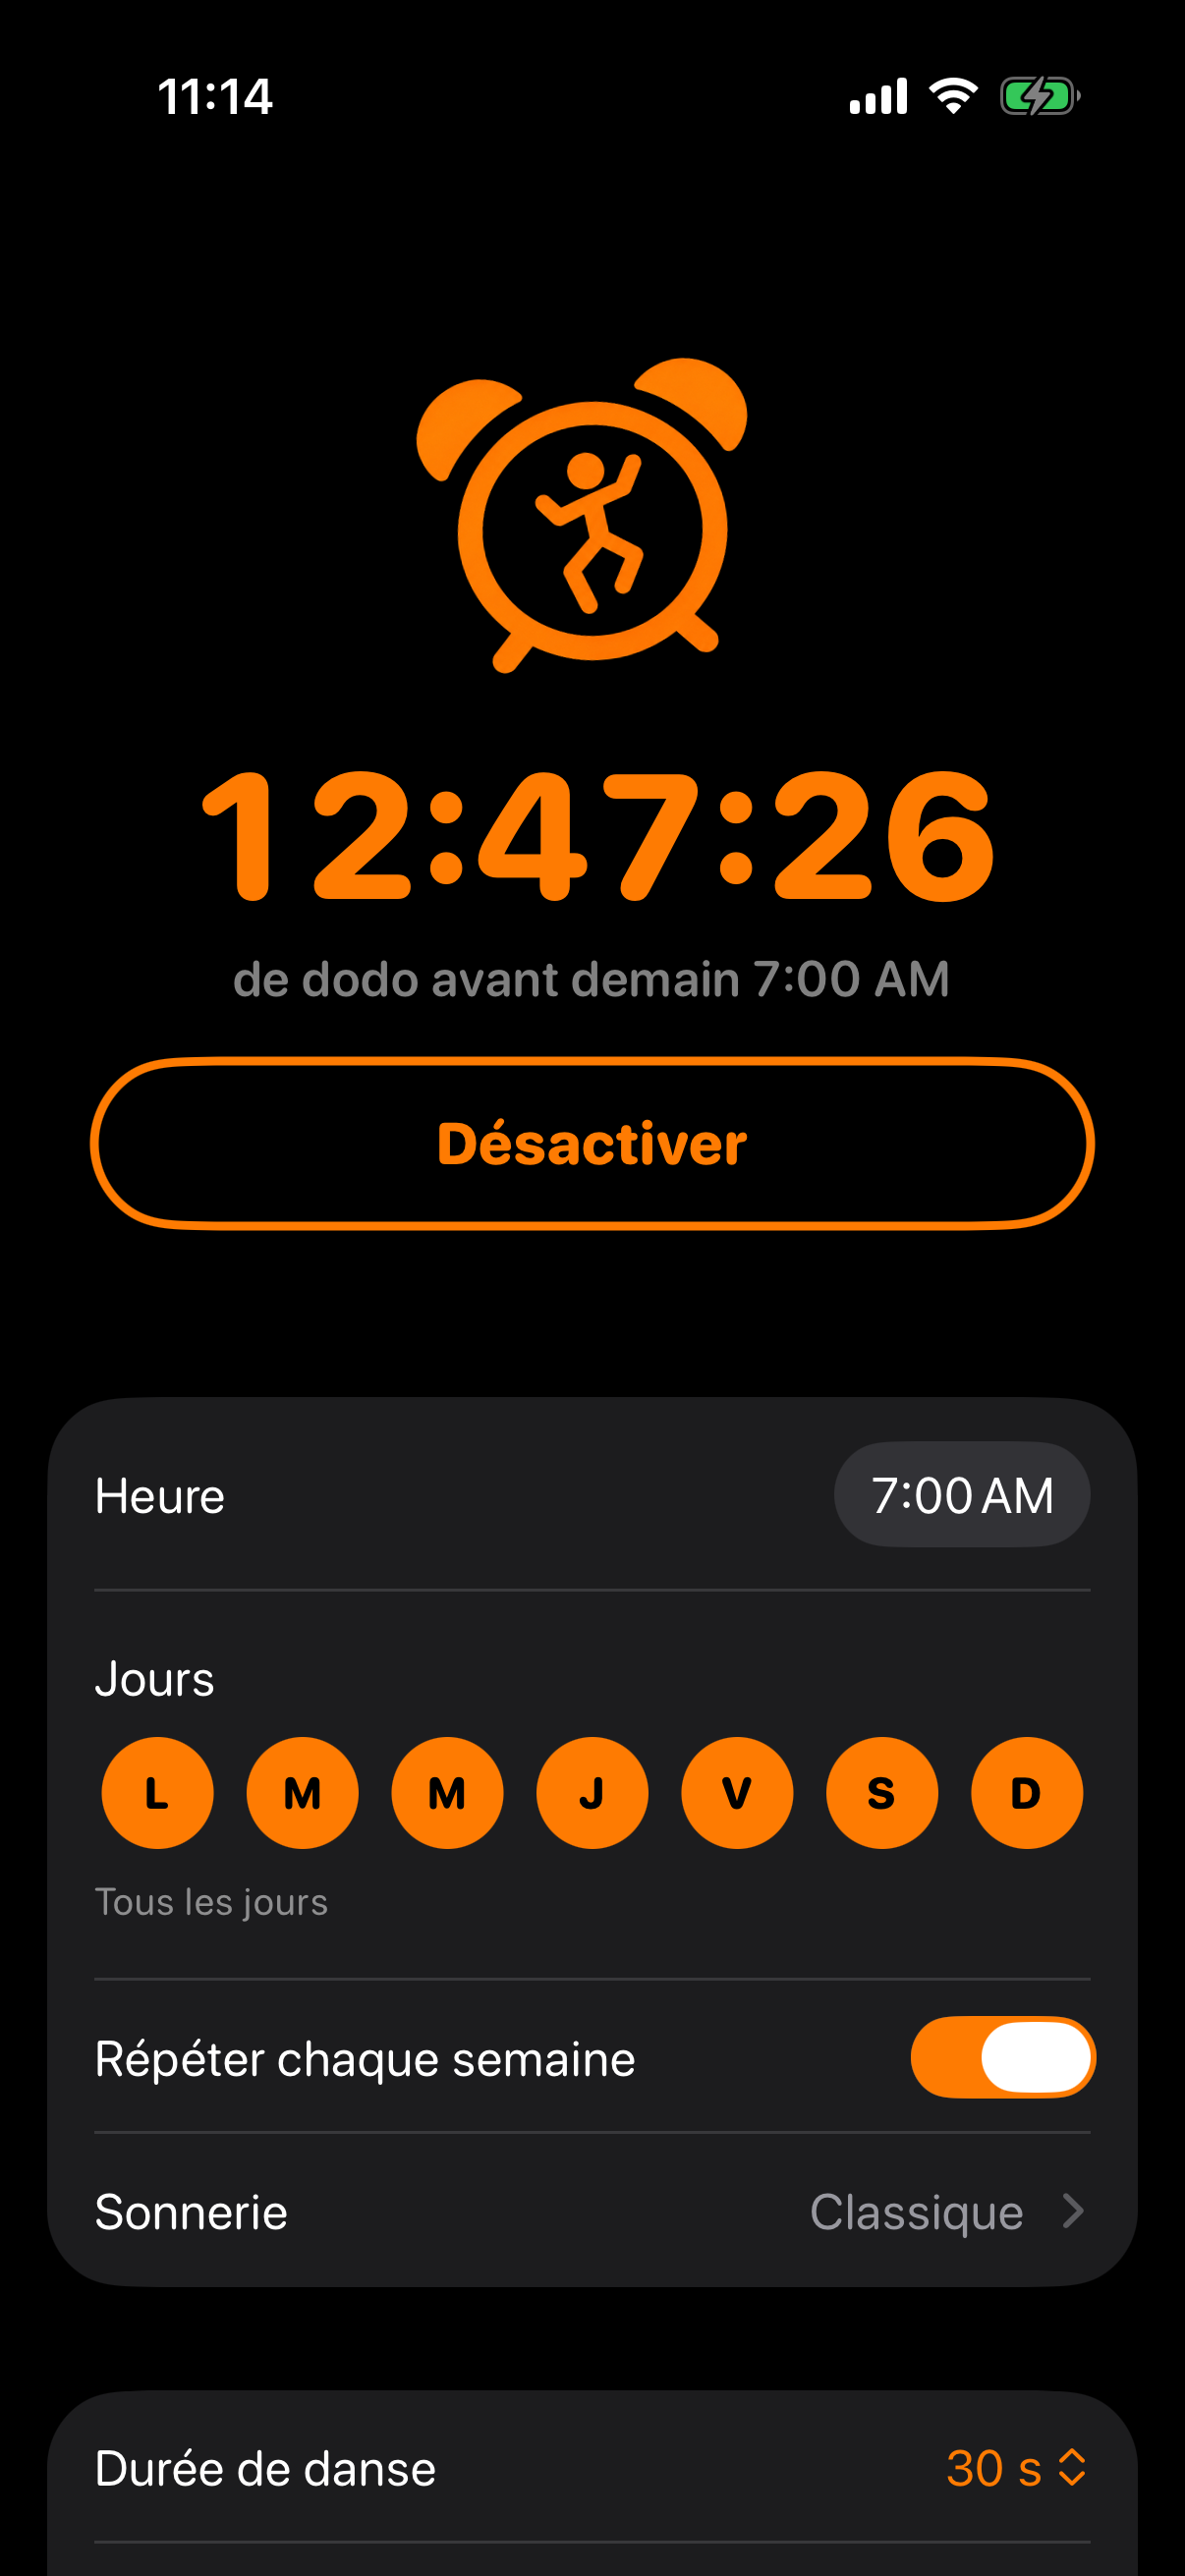 11:14
12:47:26
de dodo avant demain 7:00 AM
Désactiver
Heure 7:00 AM
Jours
L M M J V S D
Tous les jours
Répéter chaque semaine
Sonnerie Classique
Durée de danse 30 s